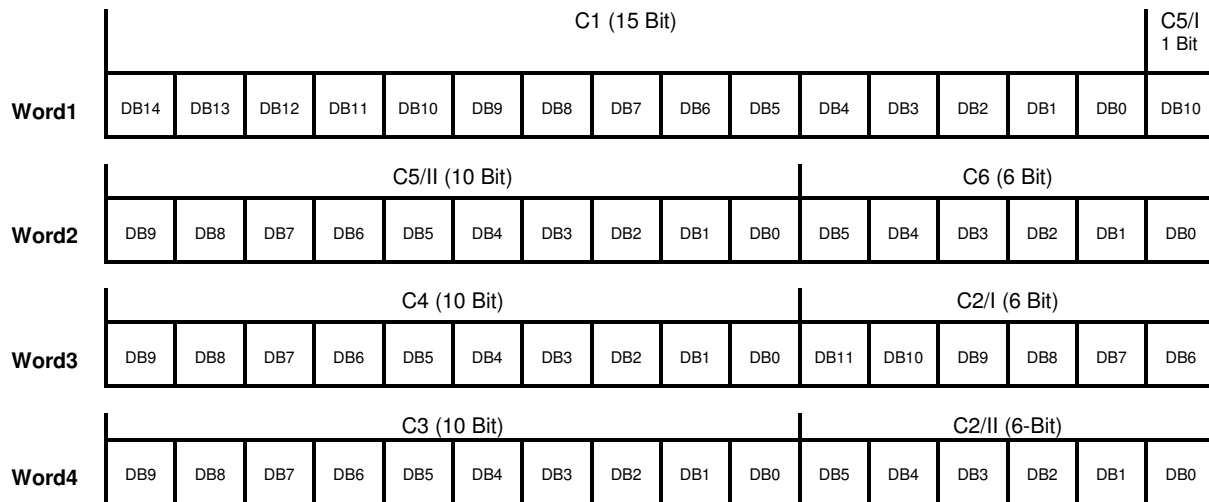 C1 (15 Bit) C5/I
1 Bit
Word1 DB14 DB13 DB12 DB11 DB10 DB9 DB8 DB7 DB6 DB5 DB4 DB3 DB2 DB1 DB0 DB10
C5/II (10 Bit) C6 (6 Bit)
Word2 DB9 DB8 DB7 DB6 DB5 DB4 DB3 DB2 DB1 DB0 DB5 DB4 DB3 DB2 DB1 DB0
C4 (10 Bit) C2/I (6 Bit)
Word3 DB9 DB8 DB7 DB6 DB5 DB4 DB3 DB2 DB1 DB0 DB11 DB10 DB9 DB8 DB7 DB6
C3 (10 Bit) C2/II (6-Bit)
Word4 DB9 DB8 DB7 DB6 DB5 DB4 DB3 DB2 DB1 DB0 DB5 DB4 DB3 DB2 DB1 DB0